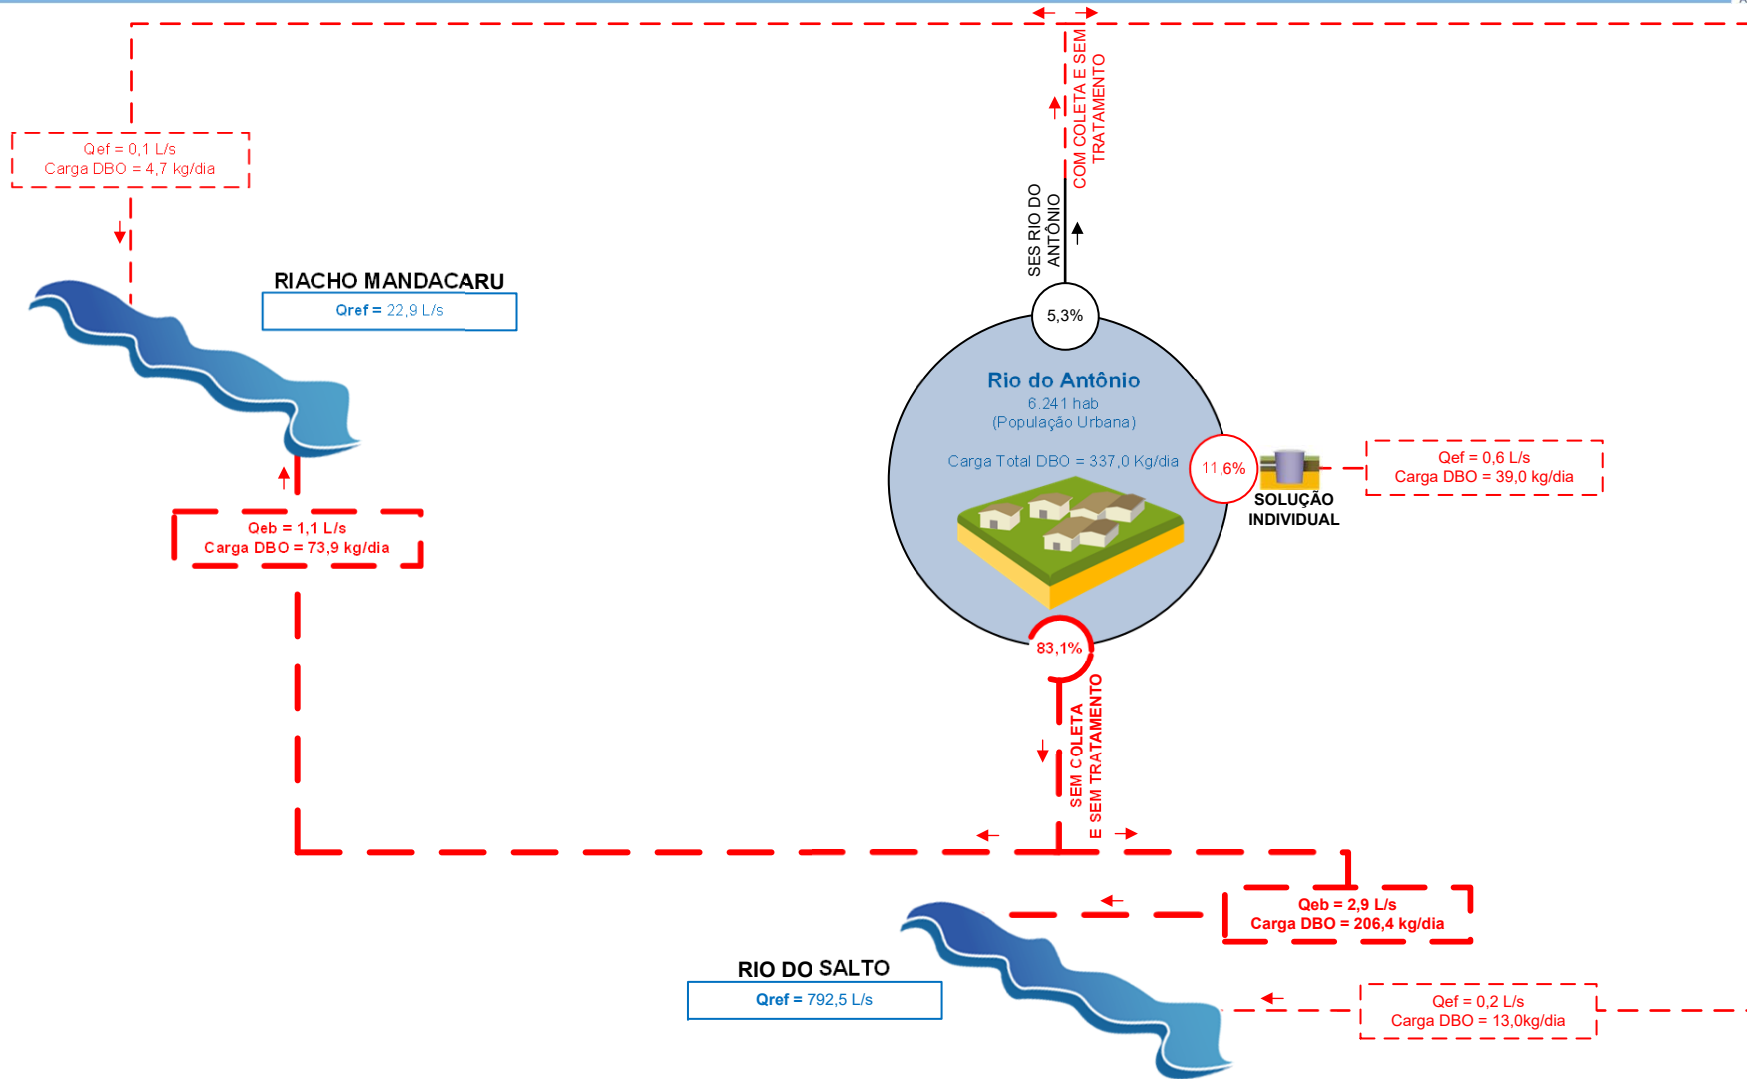 COM COLETA E SEM
TRATAMENTO
Qef = 0,1 L/s
Carga DBO = 4,7 kg/dia
SES RIO DO
ANTÔNIO
RIACHO MANDACARU
Qref = 22,9 L/s
5,3%
Rio do Antônio
6.241 hab
(População Urbana)
Carga Total DBO = 337,0 Kg/dia
11,6%
SOLUÇÃO
INDIVIDUAL
Qef = 0,6 L/s
Carga DBO = 39,0 kg/dia
Qeb = 1,1 L/s
Carga DBO = 73,9 kg/dia
83,1%
SEM COLETA
E SEM TRATAMENTO
Qeb = 2,9 L/s
Carga DBO = 206,4 kg/dia
RIO DO SALTO
Qref = 792,5 L/s
Qef = 0,2 L/s
Carga DBO = 13,0kg/dia